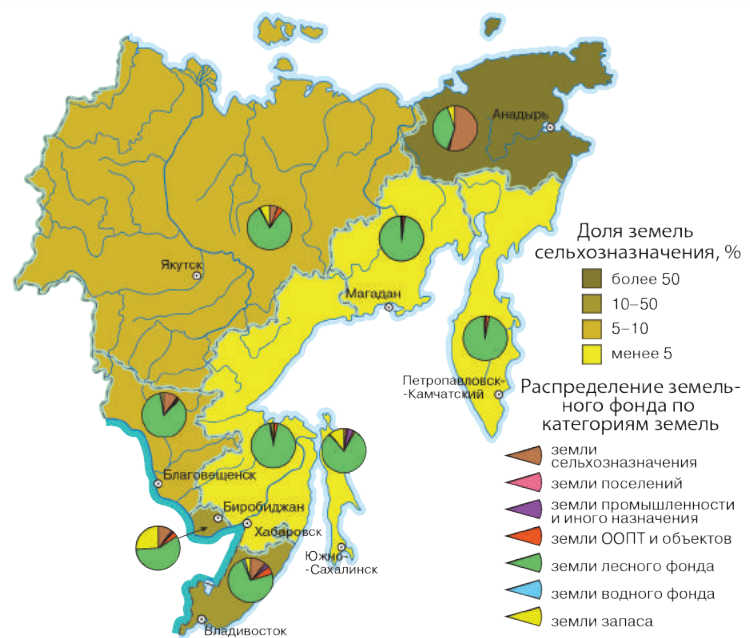 Анадырь
Якутск
Магадан
Петропавловск-
-Камчатский
Благовещенск
Биробиджан
Хабаровск
Южно-
-Сахалинск
Владивосток
Доля земель
сельхозназначения, %
более 50
10–50
5–10
менее 5
Распределение земель-
ного фонда по
категориям земель
земли
сельхозназначения
земли поселений
земли промышленности
и иного назначения
земли ООПТ и объектов
земли лесного фонда
земли водного фонда
земли запаса